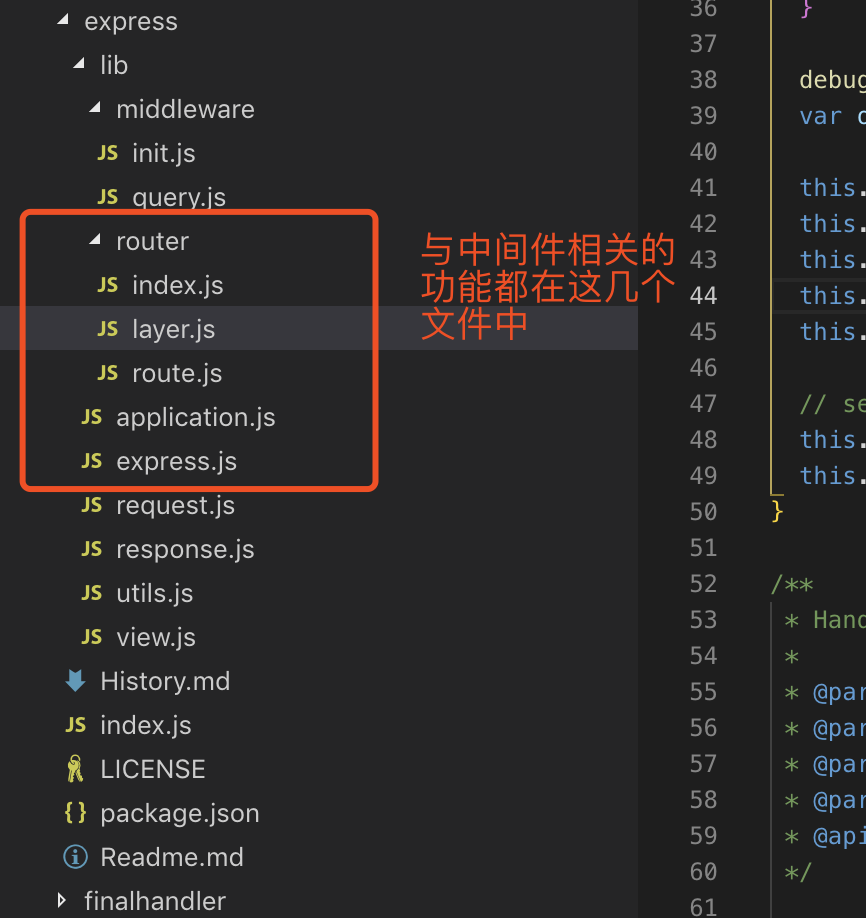 express
lib
middleware
JS init.js
JS query.js
router
JS index.js
JS layer.js
JS route.js
JS application.js
JS express.js
JS request.js
JS response.js
JS utils.js
JS view.js
History.md
JS index.js
LICENSE
{} package.json
Readme.md
finalhandler
与中间件相关的
功能都在这几个
文件中
36 }
37
38 debug
39 var
40
41 this.
42 this.
43 this.
44 this.
45 this.
46
47 // se
48 this.
49 this.
50 }
51
52 /**
53 * Hand
54 *
55 * @par
56 * @par
57 * @par
58 * @par
59 * @api
60 */
61